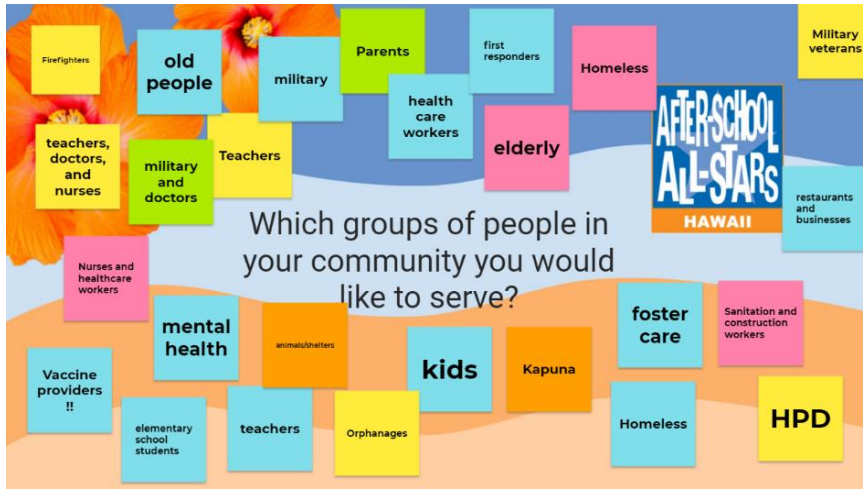 Firefighters
old
people
military
Parents
first
responders
health
care
workers
Homeless
Military
veterans
teachers,
doctors,
and
nurses
military
and
doctors
Teachers
elderly
AFTER-SCHOOL
ALL-STARS
HAWAII
restaurants
and
businesses
Which groups of people in
your community you would
like to serve?
Nurses and
healthcare
workers
mental
health
animals/shelters
foster
care
Sanitation and
construction
workers
Vaccine
providers
!!
elementary
school
students
teachers
Orphanages
kids
Kapuna
Homeless
HPD